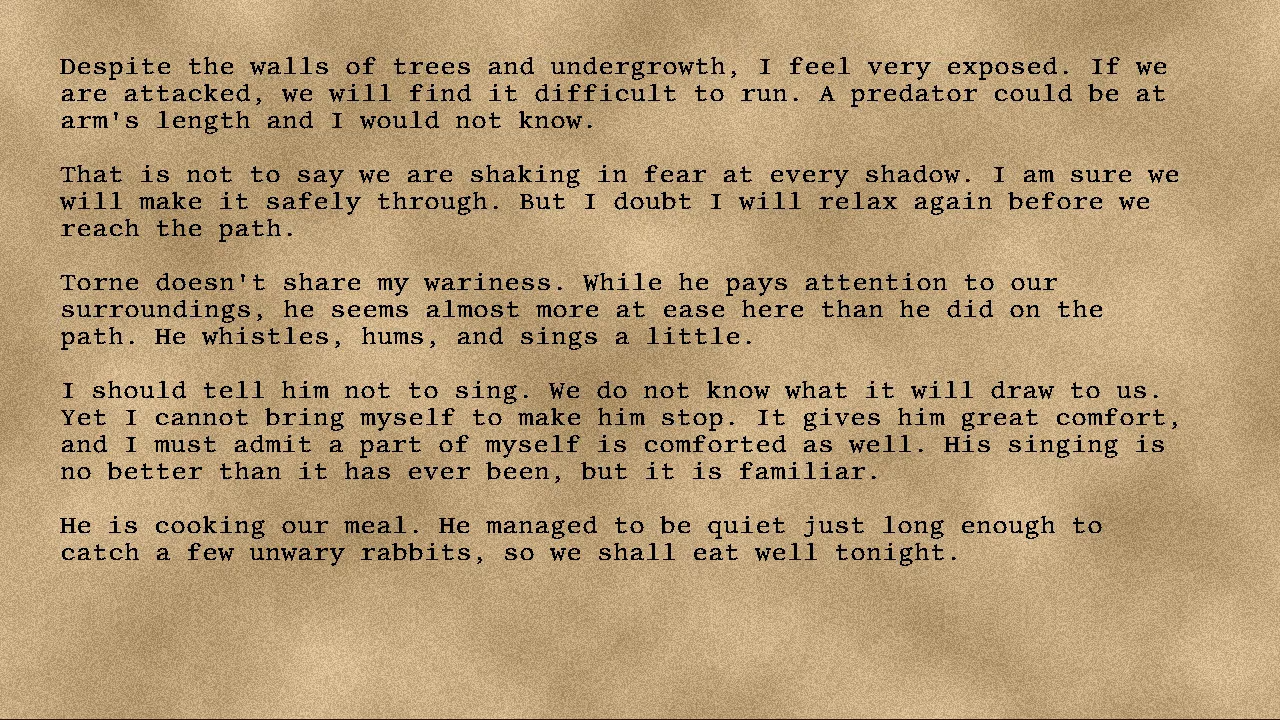 Despite the walls of trees and undergrowth, I feel very exposed. If we
are attacked, we will find it difficult to run. A predator could be at
arm's length and I would not know.
That is not to say we are shaking in fear at every shadow. I am sure we
will make it safely through. But I doubt I will relax again before we
reach the path.
Torne doesn't share my wariness. While he pays attention to our
surroundings, he seems almost more at ease here than he did on the
path. He whistles, hums, and sings a little.
I should tell him not to sing. We do not know what it will draw to us.
Yet I cannot bring myself to make him stop. It gives him great comfort,
and I must admit a part of myself is comforted as well. His singing is
no better than it has ever been, but it is familiar.
He is cooking our meal. He managed to be quiet just long enough to
catch a few unwary rabbits, so we shall eat well tonight.